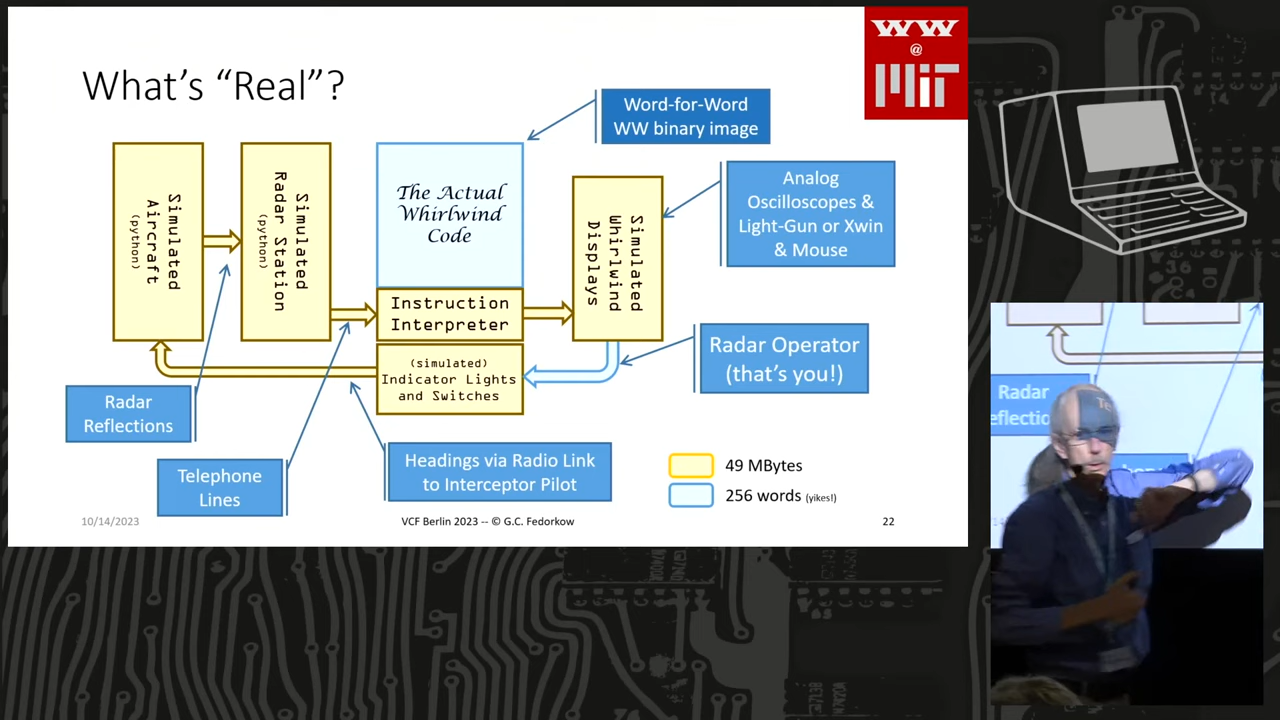 What's "Real"?
WW
@
MIT
Word-for-Word
WW binary image
Simulated
Aircraft
(python)
Simulated
Radar Station
(python)
The Actual
Whirlwind
Code
Instruction
Interpreter
(simulated)
Indicator Lights
and Switches
Simulated
Whirlwind
Displays
Analog
Oscilloscopes &
Light-Gun or Xwin
& Mouse
Radar Operator
(that's you!)
Radar
Reflections
Telephone
Lines
Headings via Radio Link
to Interceptor Pilot
49 MBytes
256 words (yikes!)
10/14/2023
VCF Berlin 2023 -- © G.C. Fedorkow
22
Radar